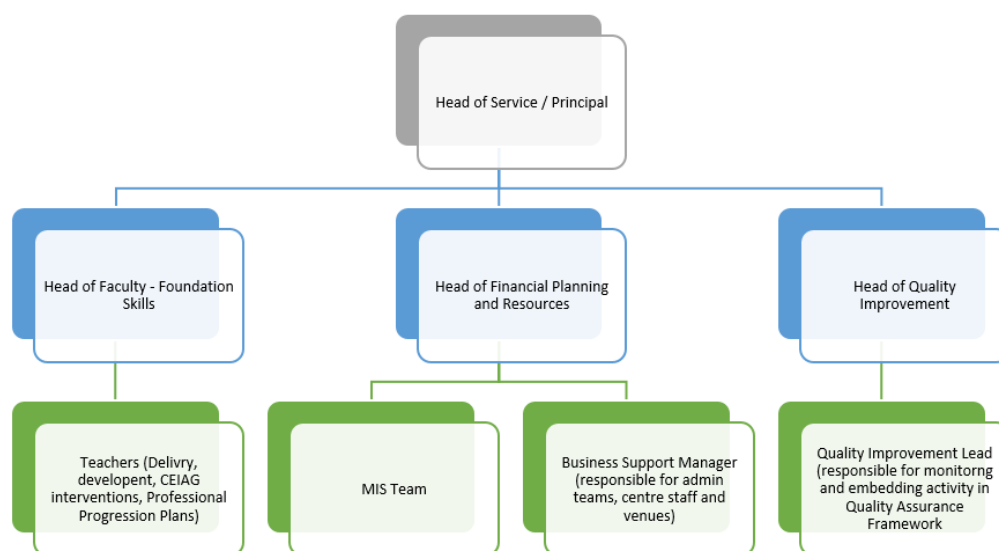 Head of Service / Principal
Head of Faculty - Foundation
Skills
Head of Financial Planning
and Resources
Head of Quality
Improvement
Teachers (Delivry,
developent, CEIAG
interventions, Professional
Progression Plans)
MIS Team
Business Support Manager
(responsible for admin
teams, centre staff and
venues)
Quality Improvement Lead
(responsible for monitorng
and embedding activity in
Quality Assurance
Framework